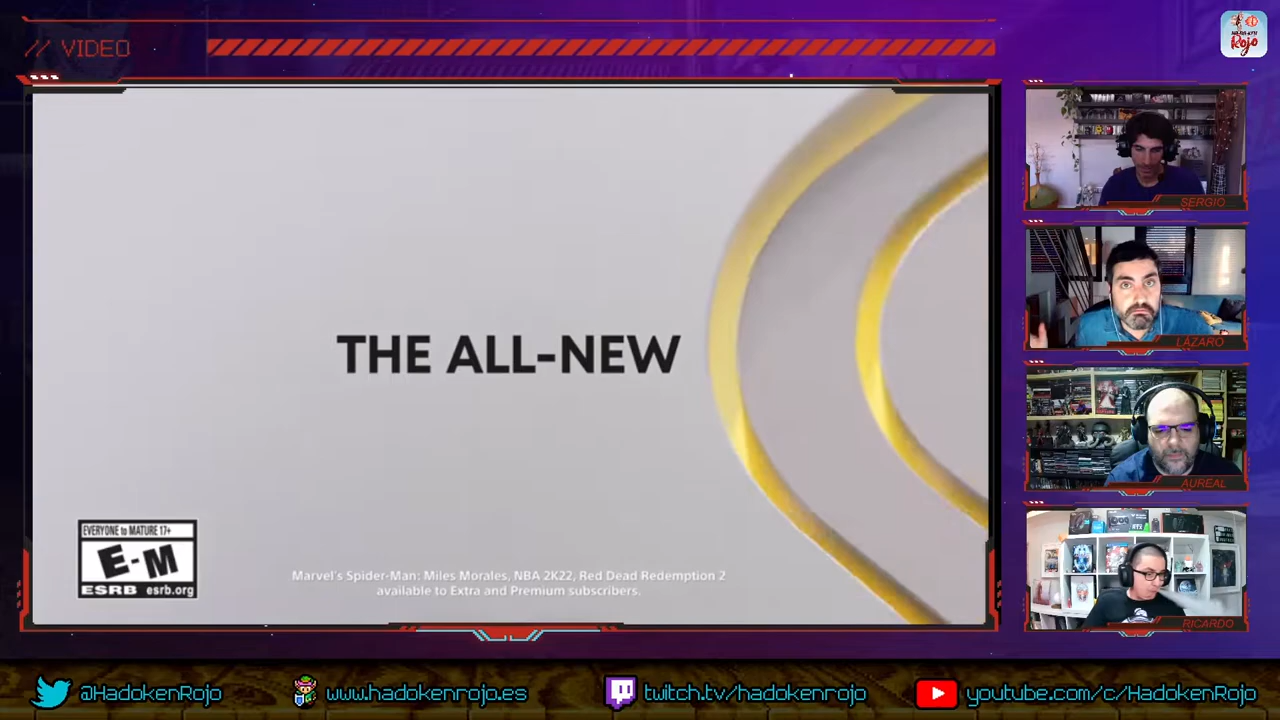 // VIDEO
HADOKEN
Rojo
SERGIO
THE ALL-NEW
LÁZARO
AUREAL
EVERYONE to MATURE 17+
E-M
ESRB esrb.org
Marvel's Spider-Man: Miles Morales, NBA 2K22, Red Dead Redemption 2
available to Extra and Premium subscribers.
RICARDO
@HadokenRojo
www.hadokenrojo.es
twitch.tv/hadokenrojo
youtube.com/c/HadokenRojo